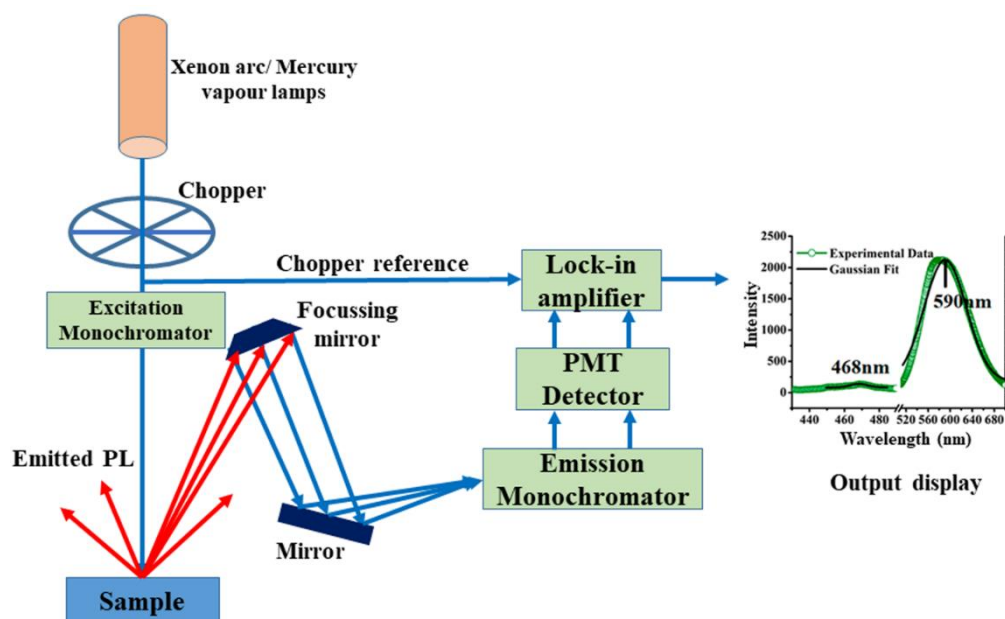 Xenon arc/ Mercury
vapour lamps
Chopper
Chopper reference
Lock-in
amplifier
Excitation
Monochromator
Focussing
mirror
PMT
Detector
Emitted PL
Emission
Monochromator
Mirror
Sample
2500
2000
1500
1000
500
0
Intensity
Experimental Data
Gaussian Fit
590nm
468nm
440 460 480 520 560 600 640 680
Wavelength (nm)
Output display